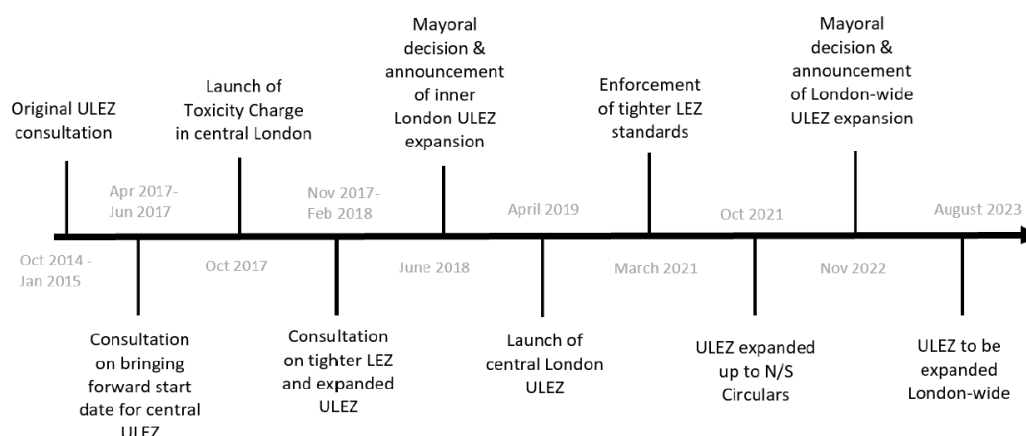 Original ULEZ
consultation
Oct 2014 -
Jan 2015
Apr 2017-
Jun 2017
Consultation
on bringing
forward start
date for central
ULEZ
Launch of
Toxicity Charge
in central London
Oct 2017
Nov 2017-
Feb 2018
Consultation
on tighter LEZ
and expanded
ULEZ
Mayoral
decision &
announcement
of inner
London ULEZ
expansion
June 2018
April 2019
Launch of
central London
ULEZ
Enforcement
of tighter LEZ
standards
March 2021
Oct 2021
ULEZ expanded
up to N/S
Circulars
Mayoral
decision &
announcement
of London-wide
ULEZ expansion
Nov 2022
August 2023
ULEZ to be
expanded
London-wide